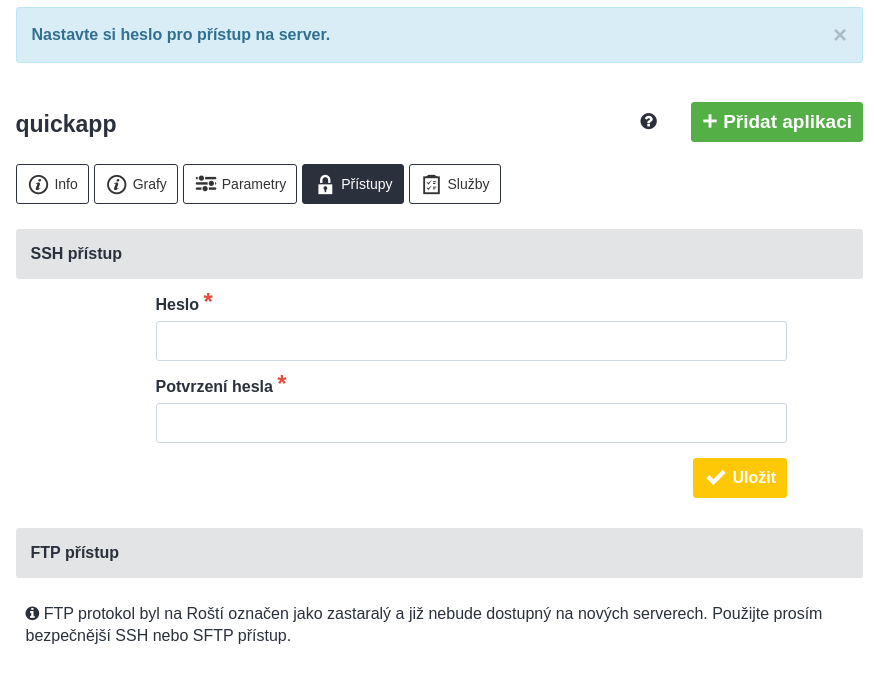 Nastavte si heslo pro přístup na server.
×
quickapp
Přidat aplikaci
Info
Grafy
Parametry
Přístupy
Služby
SSH přístup
Heslo *
Potvrzení hesla *
Uložit
FTP přístup
FTP protokol byl na Roští označen jako zastaralý a již nebude dostupný na nových serverech. Použijte prosím
bezpečnější SSH nebo SFTP přístup.